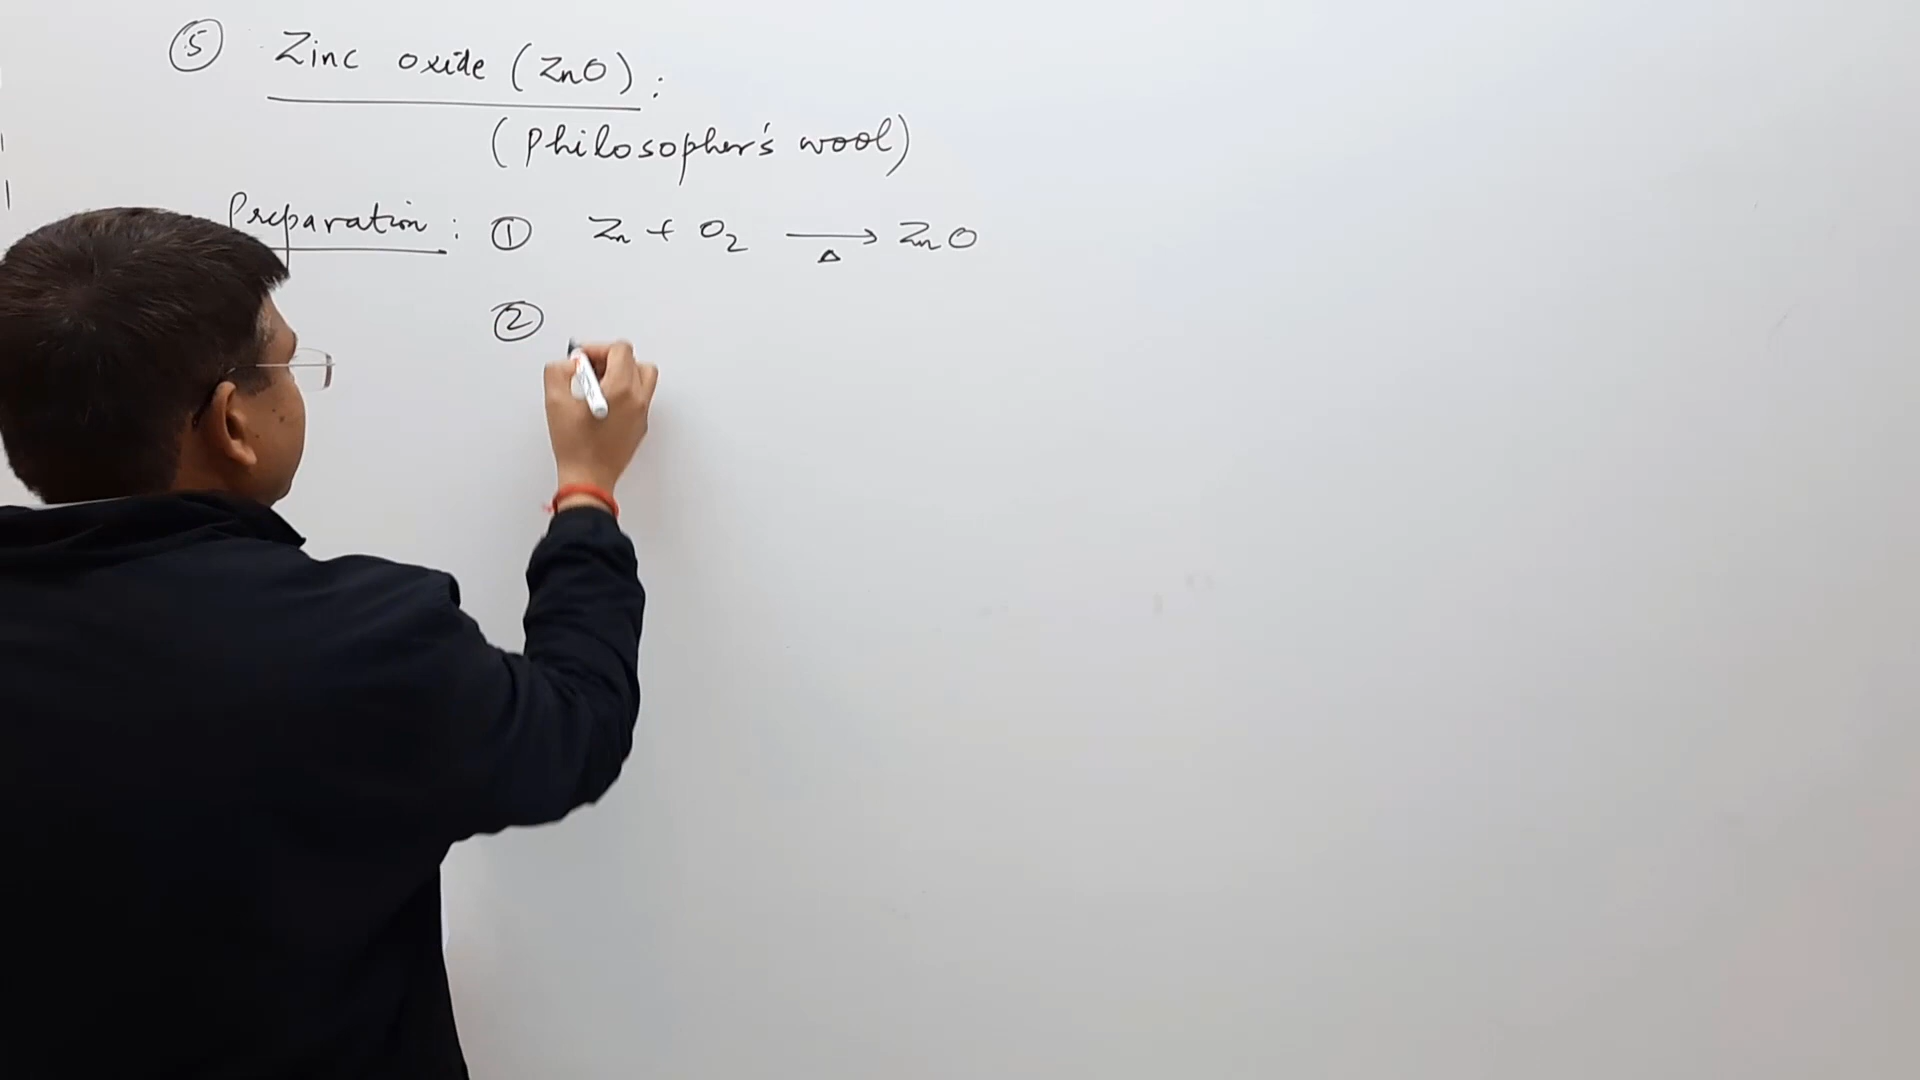 ⑤ Zinc oxide (ZnO) :
(Philosopher's wool)
Preparation : ① Zn + O₂ ⟶ ZnO
Δ
②